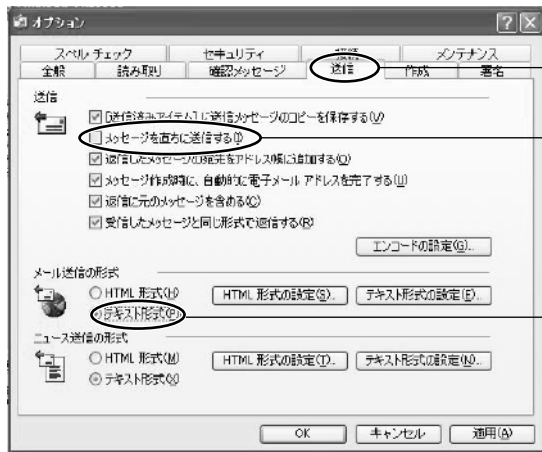 オプション
スペル チェック セキュリティ メンテナンス
全般 読み取り 確認メッセージ 送信 作成 署名
送信
[送信済みアイテム]に送信メッセージのコピーを保存する(V)
メッセージを直ちに送信する(I)
返信したメッセージの宛先をアドレス帳に追加する(O)
メッセージ作成時に、自動的に電子メール アドレスを完了する(U)
返信に元のメッセージを含める(C)
受信したメッセージと同じ形式で返信する(R)
エンコードの設定(G)...
メール送信の形式
HTML 形式(H) HTML 形式の設定(S)... テキスト形式の設定(E)...
テキスト形式(P)
ニュース送信の形式
HTML 形式(M) HTML 形式の設定(T)... テキスト形式の設定(N)...
テキスト形式(X)
OK キャンセル 適用(A)